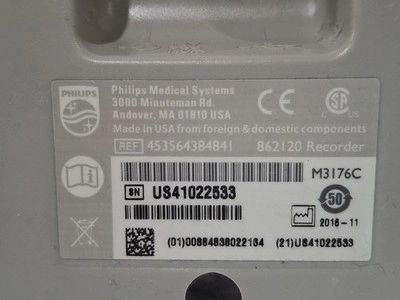 PHILIPS
Philips Medical Systems
3000 Minuteman Rd.
Andover, MA 01810 USA
Made in USA from foreign & domestic components
REF 453564384841 862120 Recorder
M3176C
SN US41022533
50
2016-11
(01)00884838022164 (21)US41022533